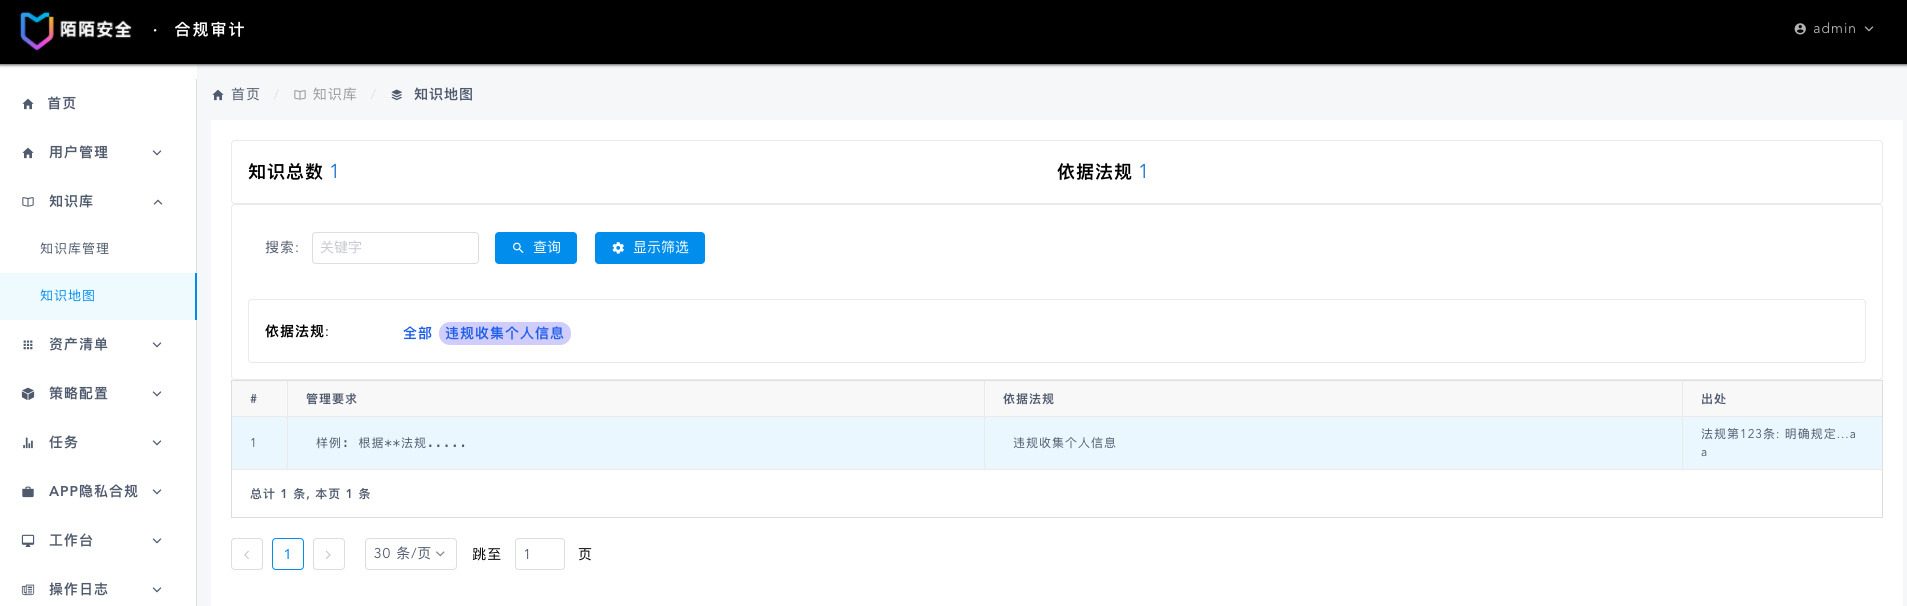 陌陌安全 · 合规审计
admin
首页
用户管理
知识库
知识库管理
知识地图
资产清单
策略配置
任务
APP隐私合规
工作台
操作日志
首页 / 知识库 / 知识地图
知识总数 1 依据法规 1
搜索: 关键字 查询 显示筛选
依据法规: 全部 违规收集个人信息
# 管理要求 依据法规 出处
1 样例: 根据**法规..... 违规收集个人信息 法规第123条: 明确规定...a
a
总计 1 条, 本页 1 条
1 30 条/页 跳至 1 页